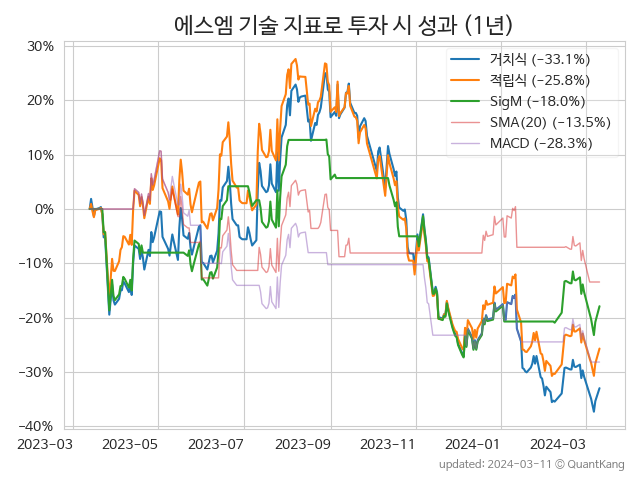 에스엠 기술 지표로 투자 시 성과 (1년)
거치식 (−33.1%)
적립식 (−25.8%)
SigM (−18.0%)
SMA(20) (−13.5%)
MACD (−28.3%)
30%
20%
10%
0%
−10%
−20%
−30%
−40%
2023-03 2023-05 2023-07 2023-09 2023-11 2024-01 2024-03
updated: 2024-03-11 © QuantKang